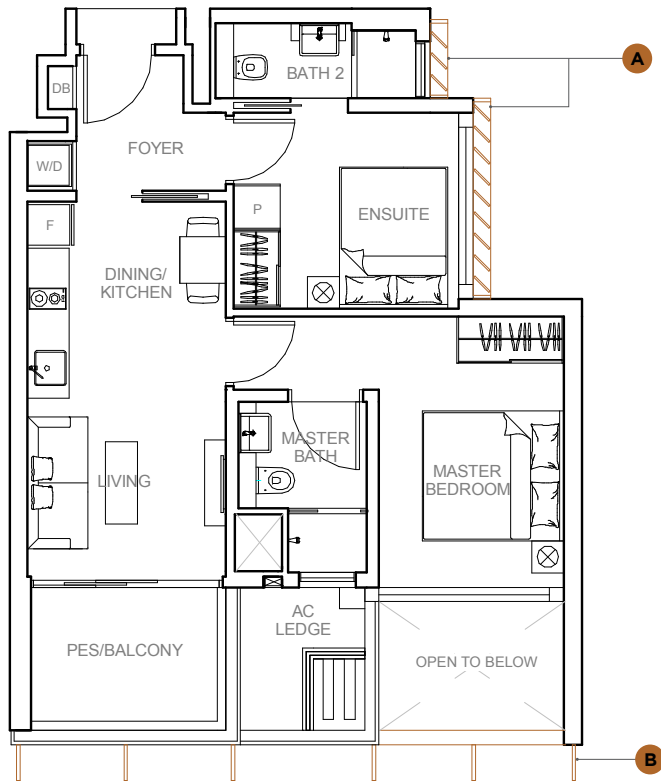 A
BATH 2
DB
FOYER
W/D
P
ENSUITE
F
DINING/
KITCHEN
MASTER
BATH
LIVING
MASTER
BEDROOM
AC
LEDGE
PES/BALCONY
OPEN TO BELOW
B